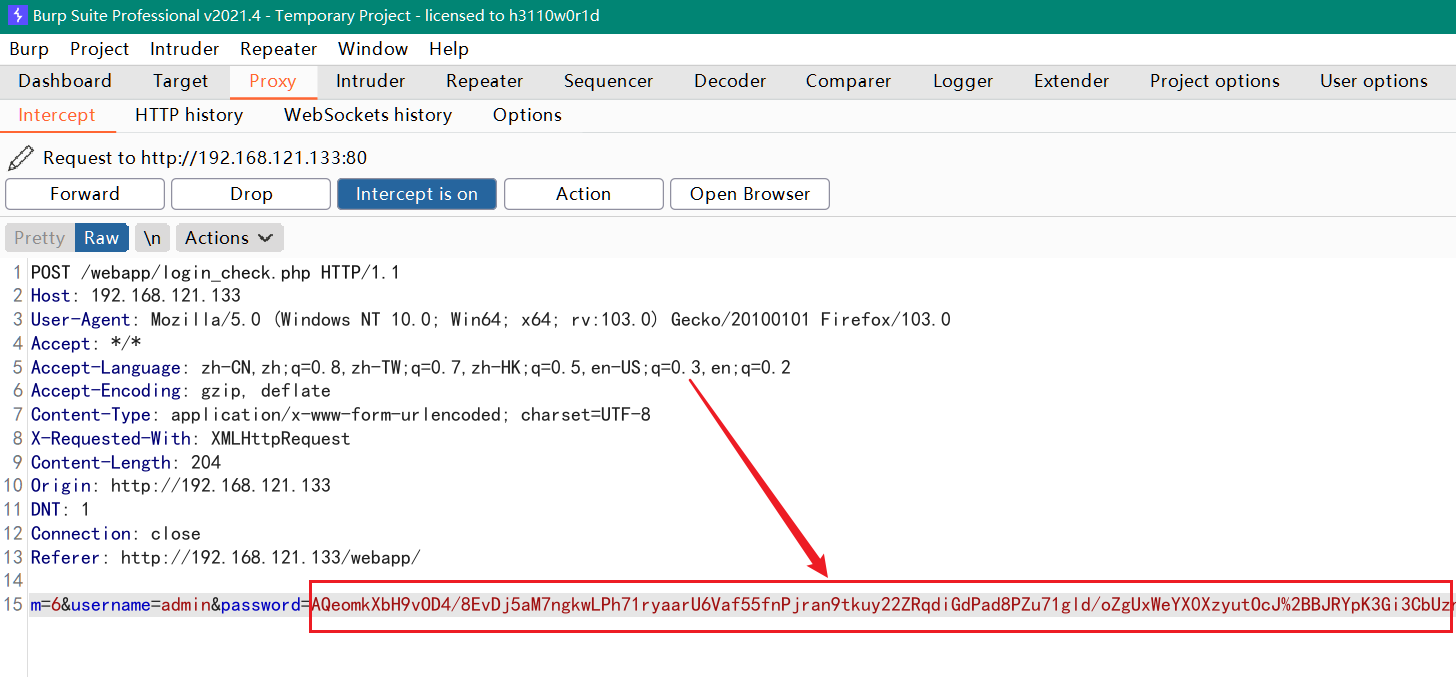 Burp Suite Professional v2021.4 - Temporary Project - licensed to h3110w0r1d
Burp Project Intruder Repeater Window Help
Dashboard Target Proxy Intruder Repeater Sequencer Decoder Comparer Logger Extender Project options User options
Intercept HTTP history WebSockets history Options
Request to http://192.168.121.133:80
Forward Drop Intercept is on Action Open Browser
Pretty Raw \n Actions
1 POST /webapp/login_check.php HTTP/1.1
2 Host: 192.168.121.133
3 User-Agent: Mozilla/5.0 (Windows NT 10.0; Win64; x64; rv:103.0) Gecko/20100101 Firefox/103.0
4 Accept: */*
5 Accept-Language: zh-CN,zh;q=0.8,zh-TW;q=0.7,zh-HK;q=0.5,en-US;q=0.3,en;q=0.2
6 Accept-Encoding: gzip, deflate
7 Content-Type: application/x-www-form-urlencoded; charset=UTF-8
8 X-Requested-With: XMLHttpRequest
9 Content-Length: 204
10 Origin: http://192.168.121.133
11 DNT: 1
12 Connection: close
13 Referer: http://192.168.121.133/webapp/
14
15 m=6&username=admin&password=AQeomkXbH9vOD4/8EvDj5aM7ngkwLPh71ryaarU6Vaf55fnPjran9tkuy22ZRqdiGdPad8PZu71gld/oZgUxWeYX0XzyutOcJ%2BBJRYpK3Gi3CbUz